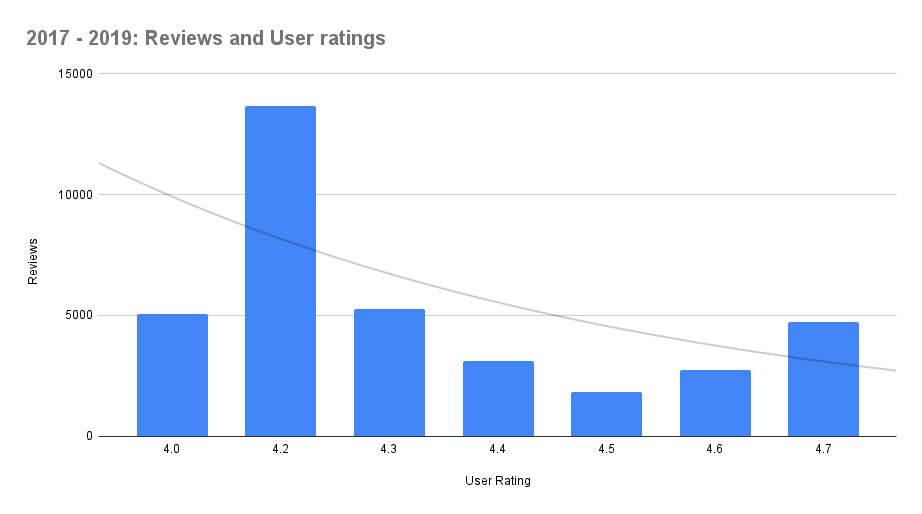 2017 - 2019: Reviews and User ratings
15000
10000
5000
0
Reviews
4.0 4.2 4.3 4.4 4.5 4.6 4.7
User Rating